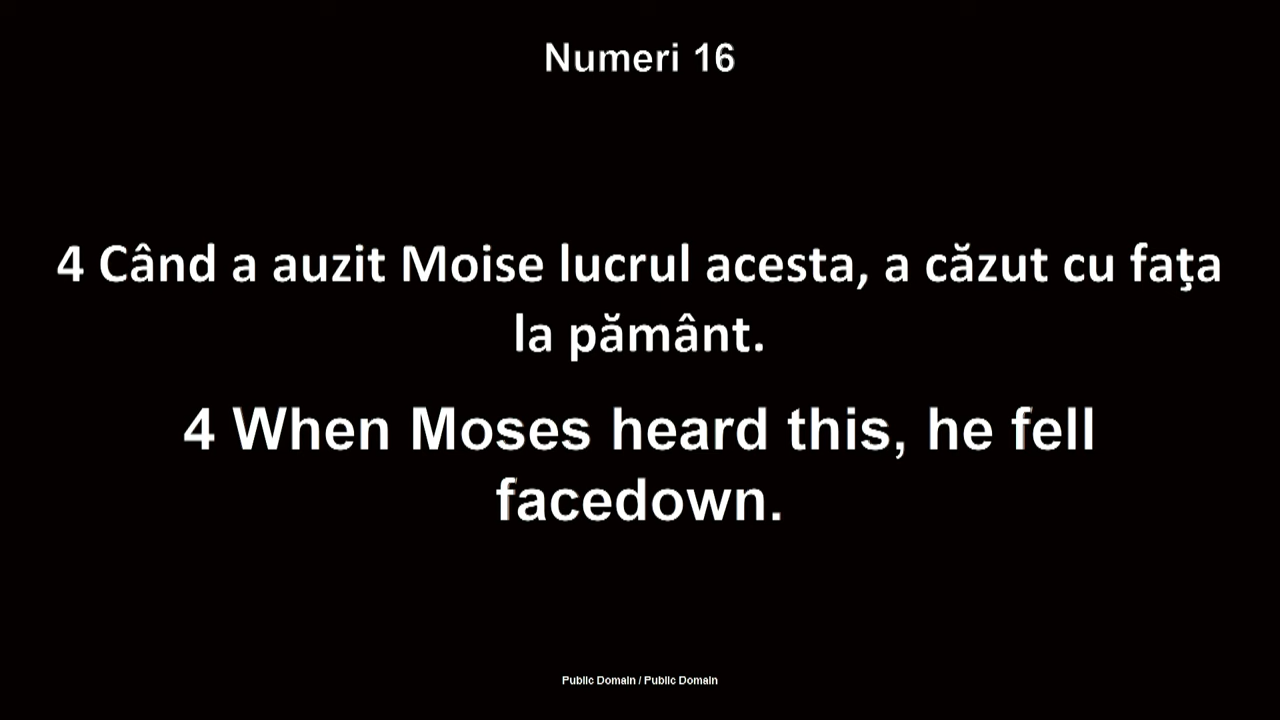 Numeri 16
4 Când a auzit Moise lucrul acesta, a căzut cu fața
la pământ.
4 When Moses heard this, he fell
facedown.
Public Domain / Public Domain